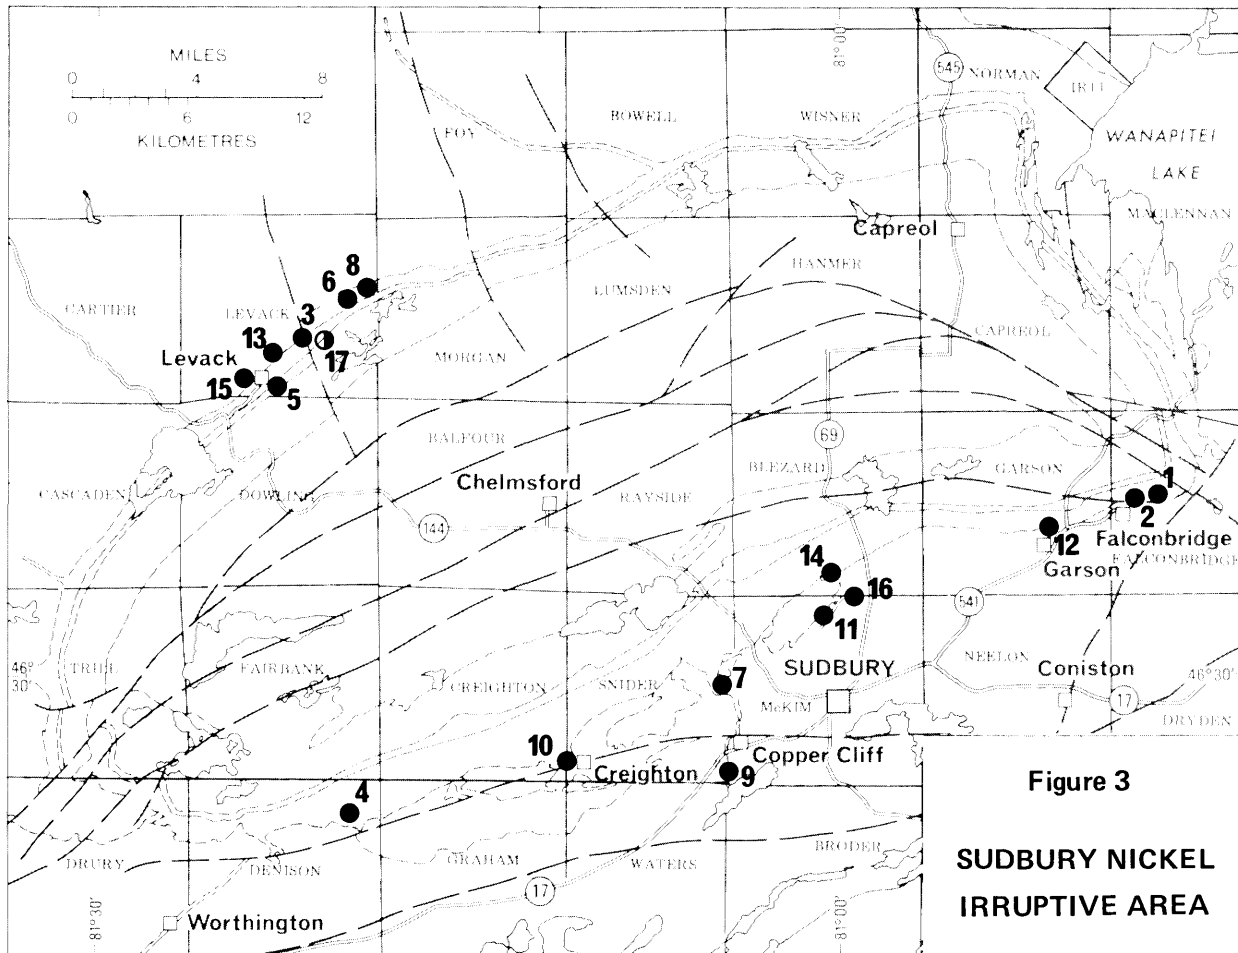 MILES
0 4 8
0 6 12
KILOMETRES
81°00'
545
NORMAN
IR11
WANAPITEI
LAKE
FOY
BOWELL
WISNER
MACLENNAN
Capreol
HANMER
CARTIER
LEVACK
LUMSDEN
CAPREOL
6
8
3
13
17
Levack
15
5
MORGAN
BALFOUR
69
BLEZARD
GARSON
CASCADEN
DOWLING
Chelmsford
RAYSIDE
144
1
2
12
Falconbridge
FALCONBRIDGE
Garson
14
16
11
541
46°
30'
TRILL
FAIRBANK
CREIGHTON
SNIDER
7
SUDBURY
McKIM
NEELON
Coniston
46°30'
17
DRYDEN
10
Creighton
Copper Cliff
9
4
DRURY
DENISON
GRAHAM
WATERS
BRODER
17
81°30'
Worthington
81°00'
Figure 3
SUDBURY NICKEL
IRRUPTIVE AREA